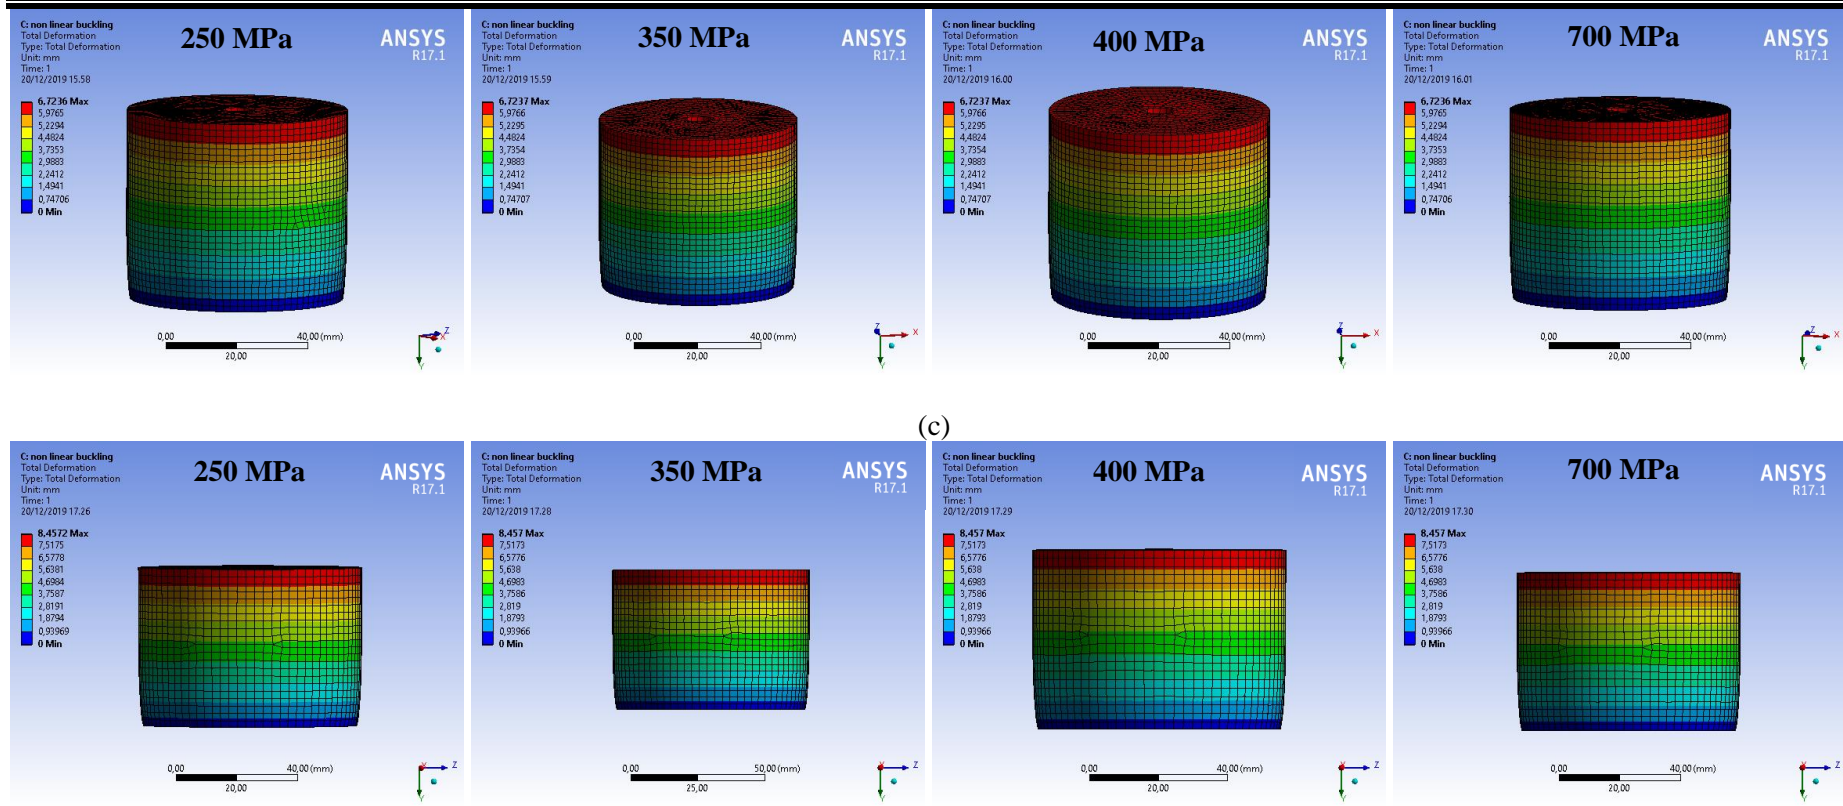 C: non linear buckling
Total Deformation
Type: Total Deformation
Unit: mm
Time: 1
20/12/2019 15.58
250 MPa
ANSYS
R17.1
6,7236 Max
5,9765
5,2294
4,4824
3,7353
2,9883
2,2412
1,4941
0,74706
0 Min
0,00
40,00 (mm)
20,00
Z
X
Y
C: non linear buckling
Total Deformation
Type: Total Deformation
Unit: mm
Time: 1
20/12/2019 15.59
350 MPa
ANSYS
R17.1
6,7237 Max
5,9766
5,2295
4,4824
3,7354
2,9883
2,2412
1,4941
0,74707
0 Min
0,00
40,00 (mm)
20,00
Z
X
Y
C: non linear buckling
Total Deformation
Type: Total Deformation
Unit: mm
Time: 1
20/12/2019 16.00
400 MPa
ANSYS
R17.1
6,7237 Max
5,9766
5,2295
4,4824
3,7354
2,9883
2,2412
1,4941
0,74707
0 Min
0,00
40,00 (mm)
20,00
Z
X
Y
C: non linear buckling
Total Deformation
Type: Total Deformation
Unit: mm
Time: 1
20/12/2019 16.01
700 MPa
ANSYS
R17.1
6,7236 Max
5,9765
5,2294
4,4824
3,7353
2,9883
2,2412
1,4941
0,74706
0 Min
0,00
40,00 (mm)
20,00
Z
X
Y
(c)
C: non linear buckling
Total Deformation
Type: Total Deformation
Unit: mm
Time: 1
20/12/2019 17.26
250 MPa
ANSYS
R17.1
8,4572 Max
7,5175
6,5778
5,6381
4,6984
3,7587
2,8191
1,8794
0,93969
0 Min
0,00
40,00 (mm)
20,00
X
Z
Y
C: non linear buckling
Total Deformation
Type: Total Deformation
Unit: mm
Time: 1
20/12/2019 17.28
350 MPa
ANSYS
R17.1
8,457 Max
7,5173
6,5776
5,638
4,6983
3,7586
2,819
1,8793
0,93966
0 Min
0,00
50,00 (mm)
25,00
X
Z
Y
C: non linear buckling
Total Deformation
Type: Total Deformation
Unit: mm
Time: 1
20/12/2019 17.29
400 MPa
ANSYS
R17.1
8,457 Max
7,5173
6,5776
5,638
4,6983
3,7586
2,819
1,8793
0,93966
0 Min
0,00
40,00 (mm)
20,00
X
Z
Y
C: non linear buckling
Total Deformation
Type: Total Deformation
Unit: mm
Time: 1
20/12/2019 17.30
700 MPa
ANSYS
R17.1
8,457 Max
7,5173
6,5776
5,638
4,6983
3,7586
2,819
1,8793
0,93966
0 Min
0,00
40,00 (mm)
20,00
X
Z
Y